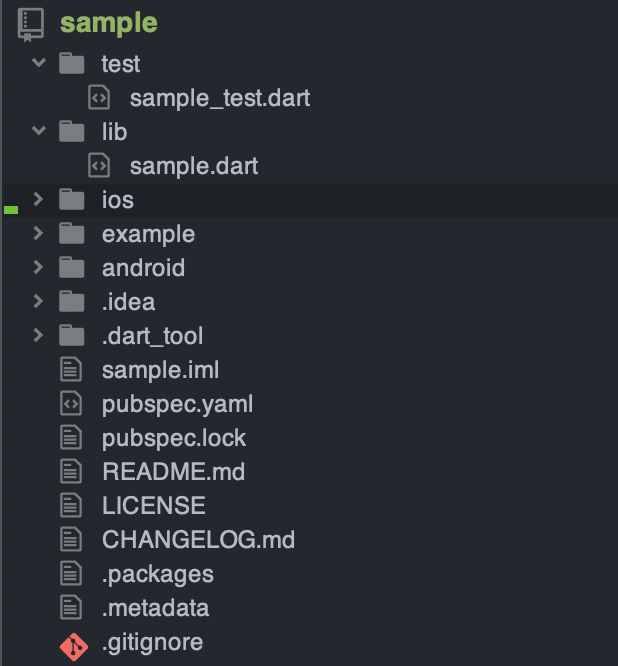 sample
test
sample_test.dart
lib
sample.dart
ios
example
android
.idea
.dart_tool
sample.iml
pubspec.yaml
pubspec.lock
README.md
LICENSE
CHANGELOG.md
.packages
.metadata
.gitignore